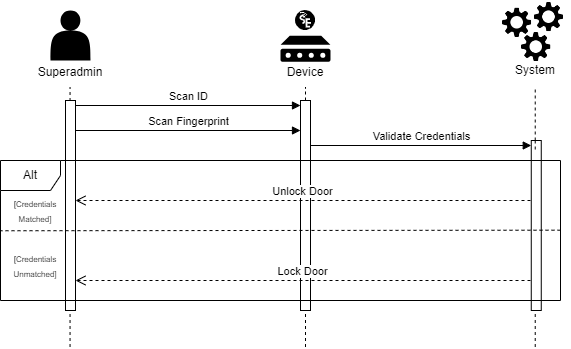 Superadmin
Device
System
Scan ID
Scan Fingerprint
Validate Credentials
Alt
Unlock Door
[Credentials
Matched]
[Credentials
Unmatched]
Lock Door